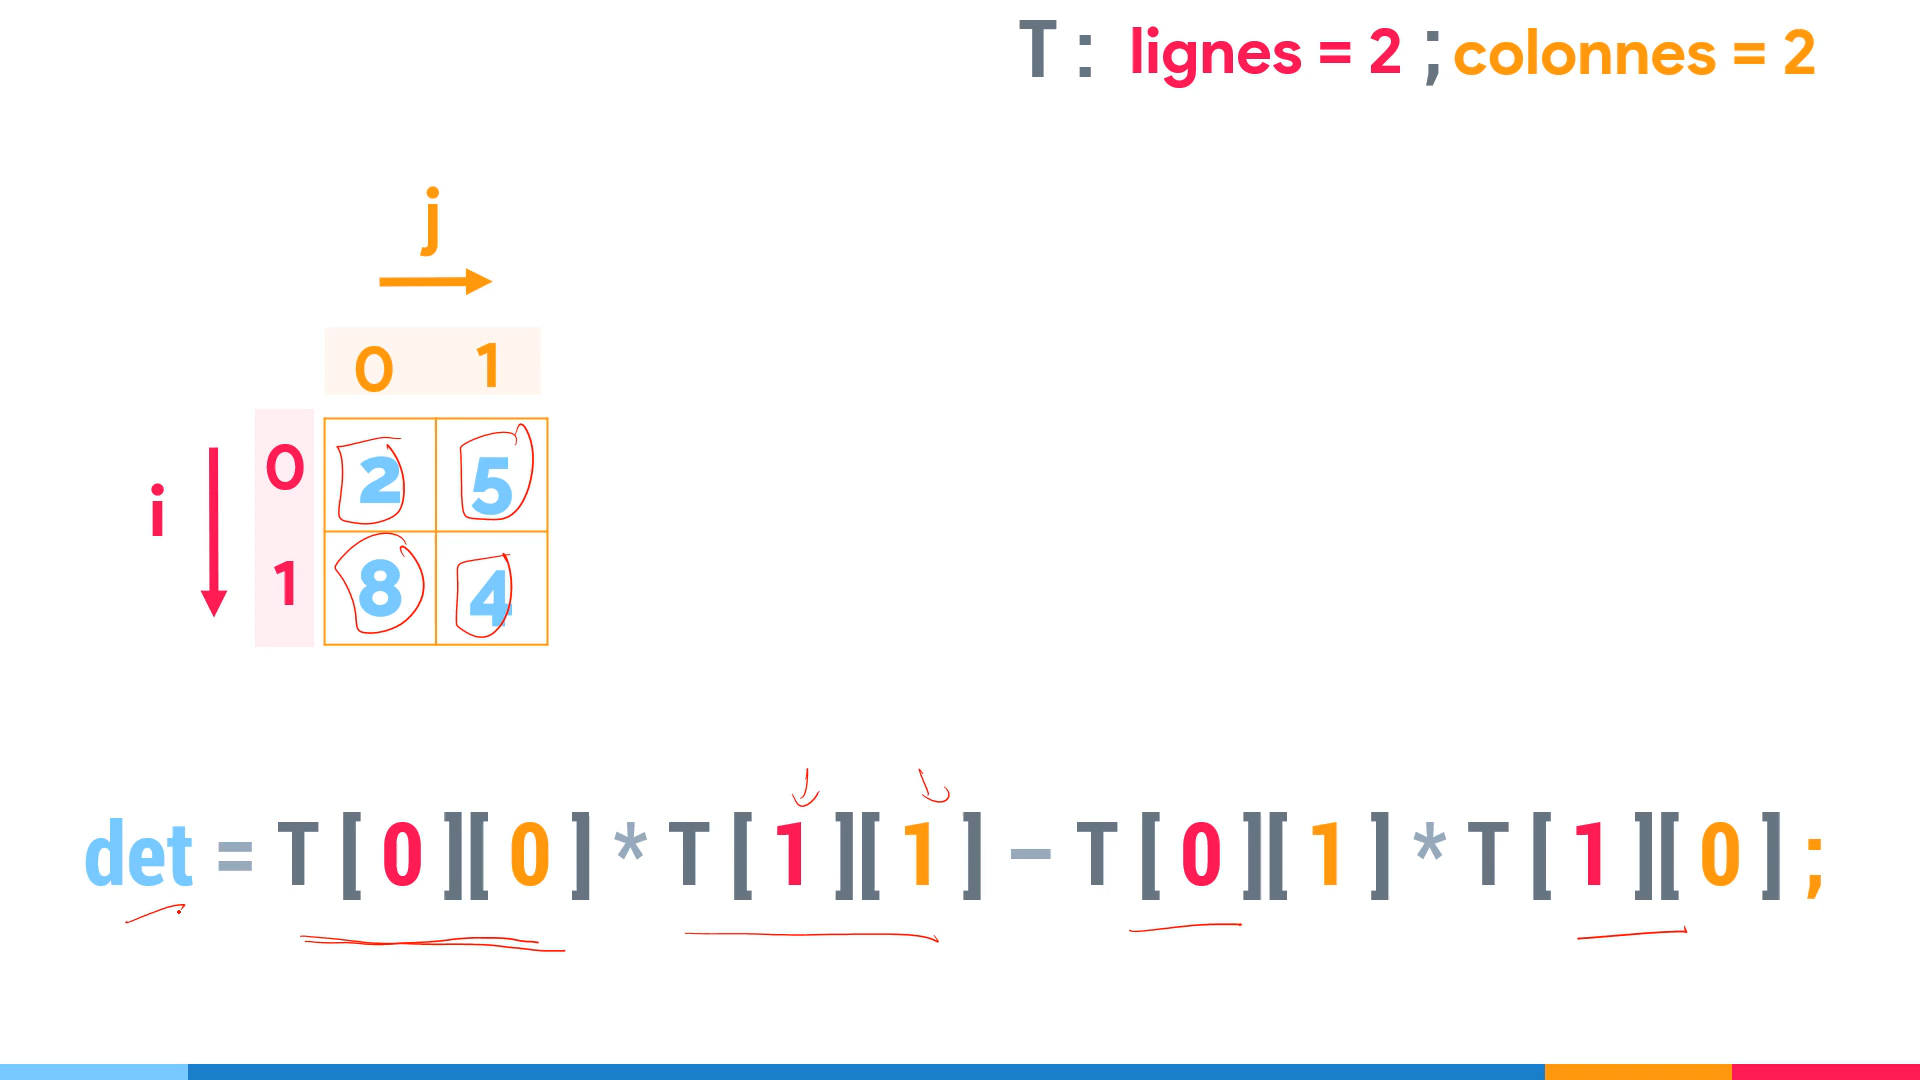 T : lignes = 2 ; colonnes = 2
j
0 1
0 2 5
i
1 8 4
det = T [ 0 ][ 0 ] * T [ 1 ][ 1 ] – T [ 0 ][ 1 ] * T [ 1 ][ 0 ] ;